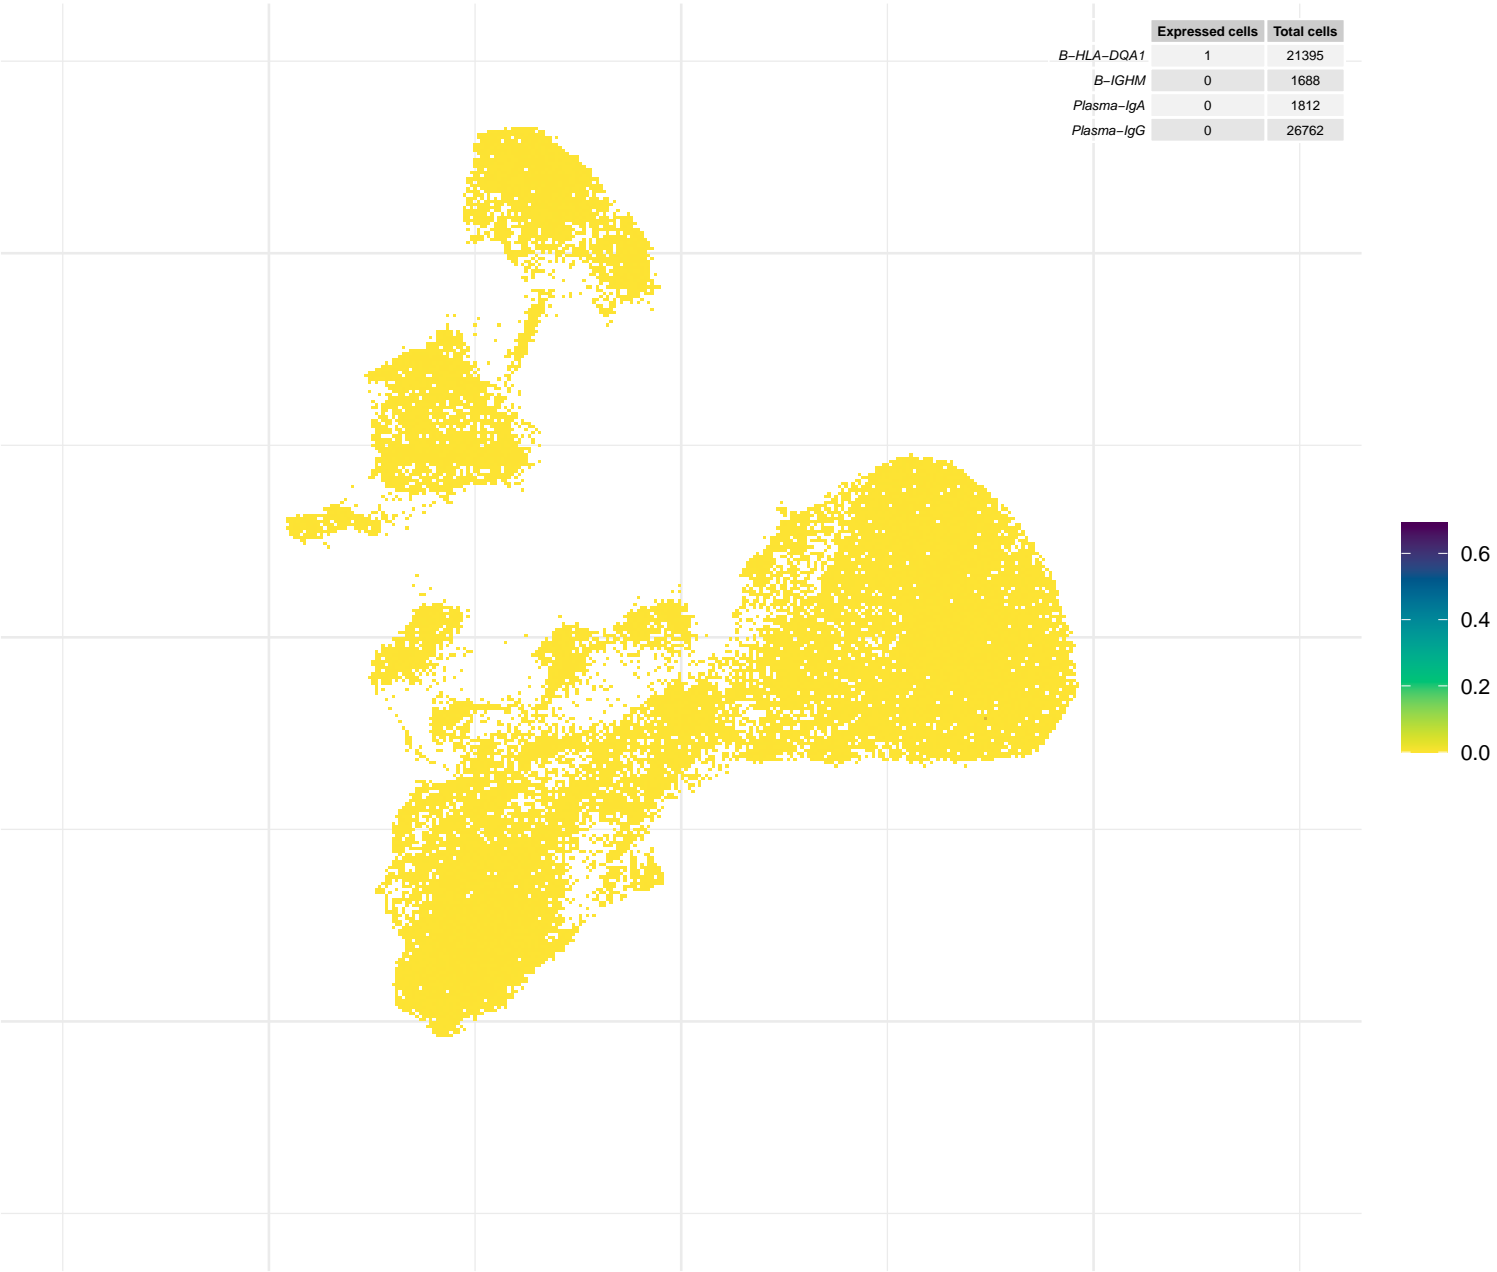 Expressed cells Total cells
B−HLA−DQA1 1 21395
B−IGHM 0 1688
Plasma−IgA 0 1812
Plasma−IgG 0 26762
0.6
0.4
0.2
0.0